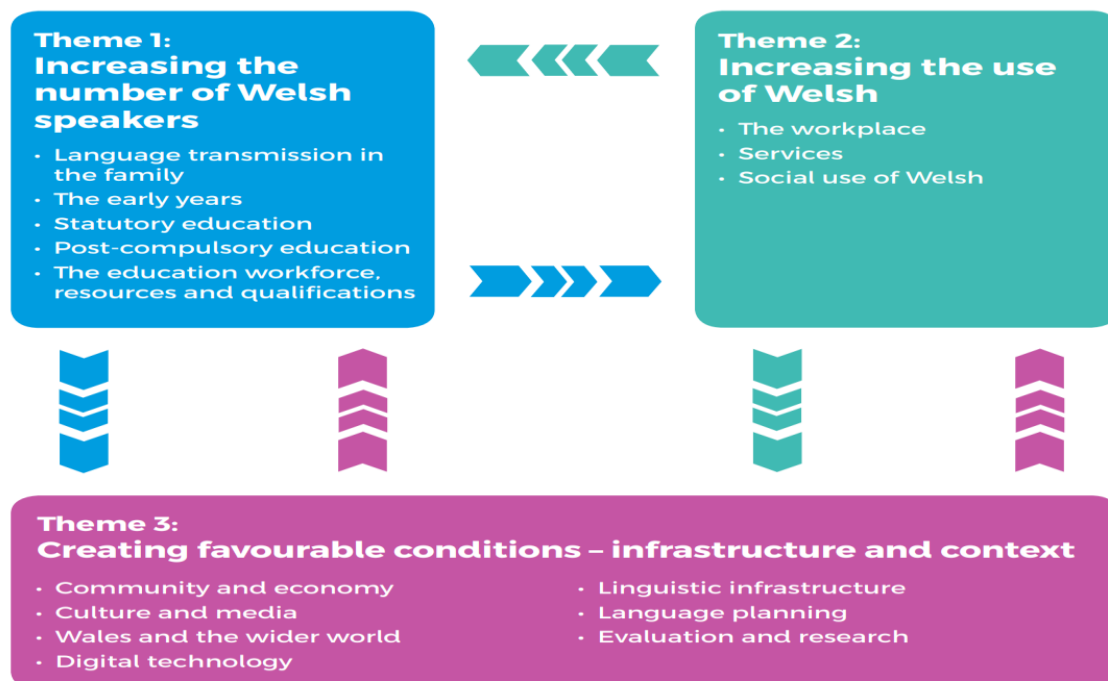 Theme 1:
Increasing the
number of Welsh
speakers
• Language transmission in
the family
• The early years
• Statutory education
• Post-compulsory education
• The education workforce,
resources and qualifications
Theme 2:
Increasing the use
of Welsh
• The workplace
• Services
• Social use of Welsh
Theme 3:
Creating favourable conditions – infrastructure and context
• Community and economy
• Culture and media
• Wales and the wider world
• Digital technology
• Linguistic infrastructure
• Language planning
• Evaluation and research